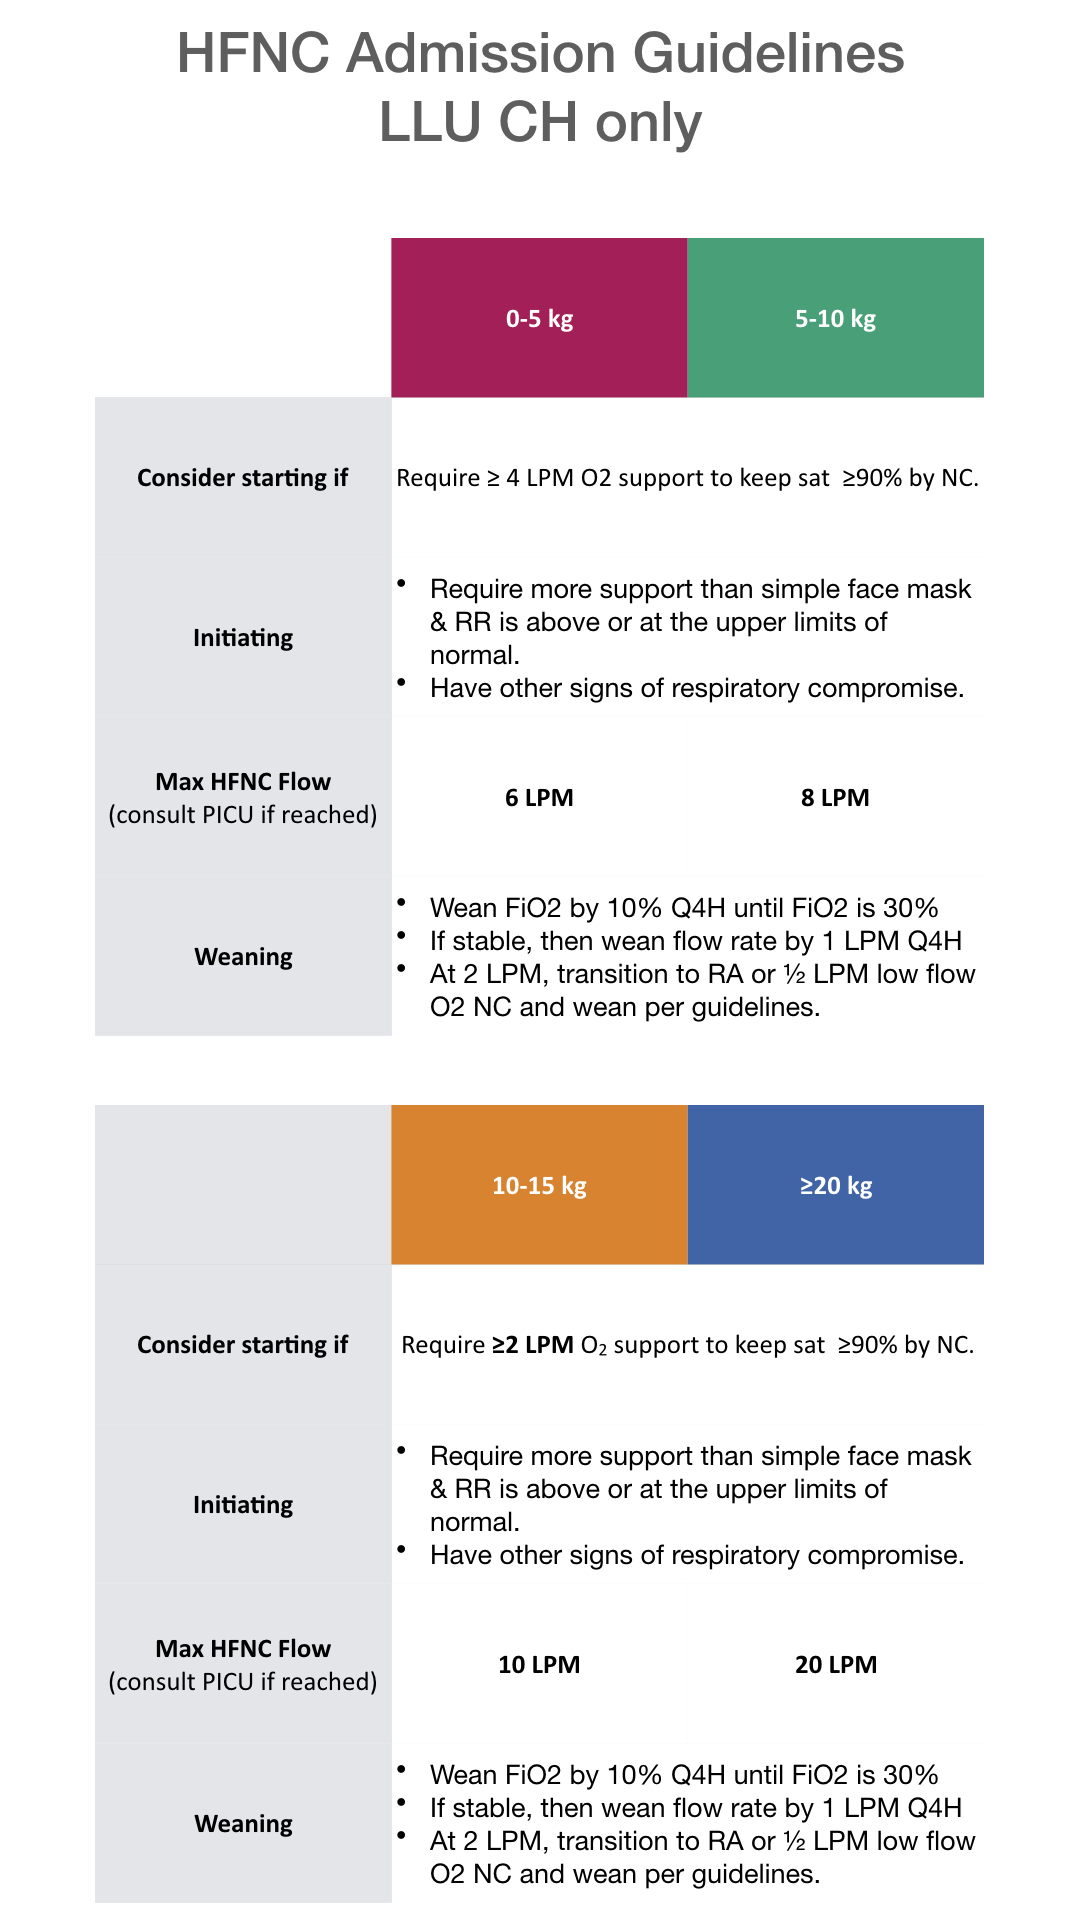 HFNC Admission Guidelines
LLU CH only
0-5 kg
5-10 kg
Consider starting if
Require ≥ 4 LPM O2 support to keep sat  ≥90% by NC.
Initiating
• Require more support than simple face mask
& RR is above or at the upper limits of
normal.
• Have other signs of respiratory compromise.
Max HFNC Flow
(consult PICU if reached)
6 LPM
8 LPM
Weaning
• Wean FiO2 by 10% Q4H until FiO2 is 30%
• If stable, then wean flow rate by 1 LPM Q4H
• At 2 LPM, transition to RA or ½ LPM low flow
O2 NC and wean per guidelines.
10-15 kg
≥20 kg
Consider starting if
Require ≥2 LPM O₂ support to keep sat  ≥90% by NC.
Initiating
• Require more support than simple face mask
& RR is above or at the upper limits of
normal.
• Have other signs of respiratory compromise.
Max HFNC Flow
(consult PICU if reached)
10 LPM
20 LPM
Weaning
• Wean FiO2 by 10% Q4H until FiO2 is 30%
• If stable, then wean flow rate by 1 LPM Q4H
• At 2 LPM, transition to RA or ½ LPM low flow
O2 NC and wean per guidelines.